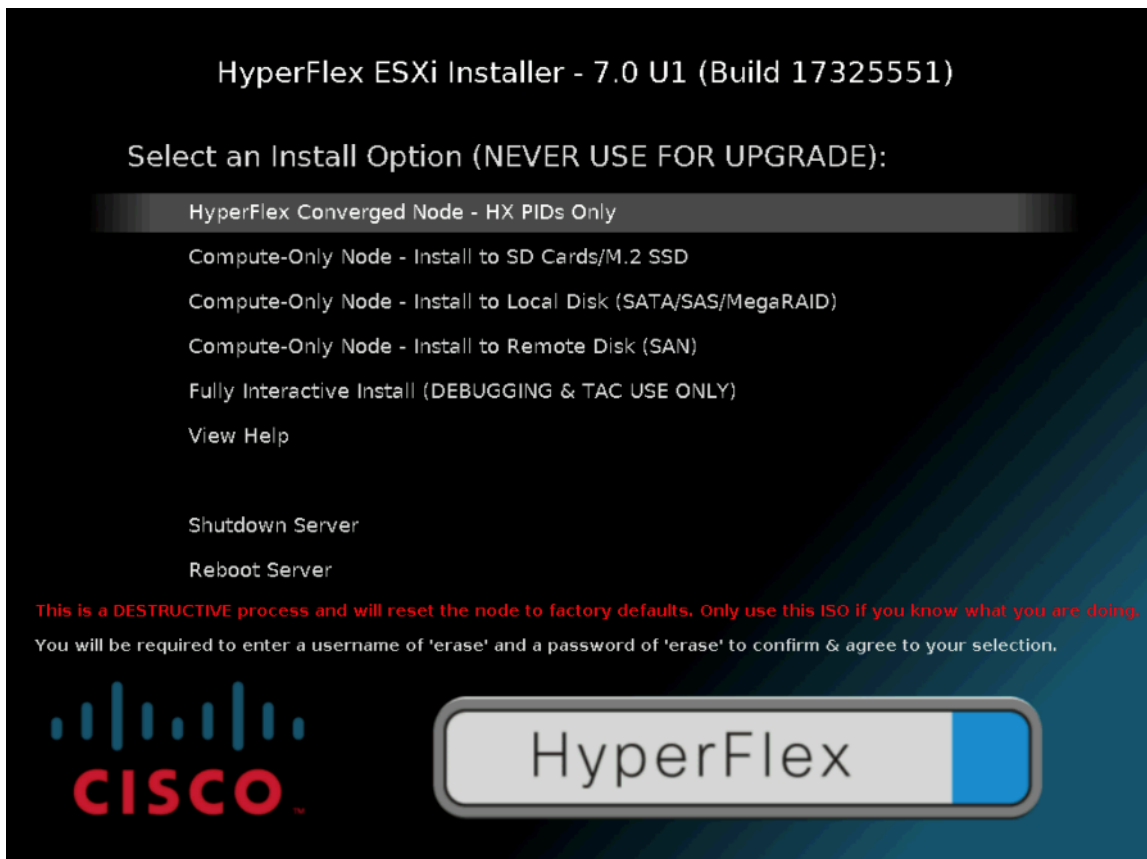 HyperFlex ESXi Installer - 7.0 U1 (Build 17325551)
Select an Install Option (NEVER USE FOR UPGRADE):
HyperFlex Converged Node - HX PIDs Only
Compute-Only Node - Install to SD Cards/M.2 SSD
Compute-Only Node - Install to Local Disk (SATA/SAS/MegaRAID)
Compute-Only Node - Install to Remote Disk (SAN)
Fully Interactive Install (DEBUGGING & TAC USE ONLY)
View Help
Shutdown Server
Reboot Server
This is a DESTRUCTIVE process and will reset the node to factory defaults. Only use this ISO if you know what you are doing.
You will be required to enter a username of 'erase' and a password of 'erase' to confirm & agree to your selection.
CISCO™
HyperFlex